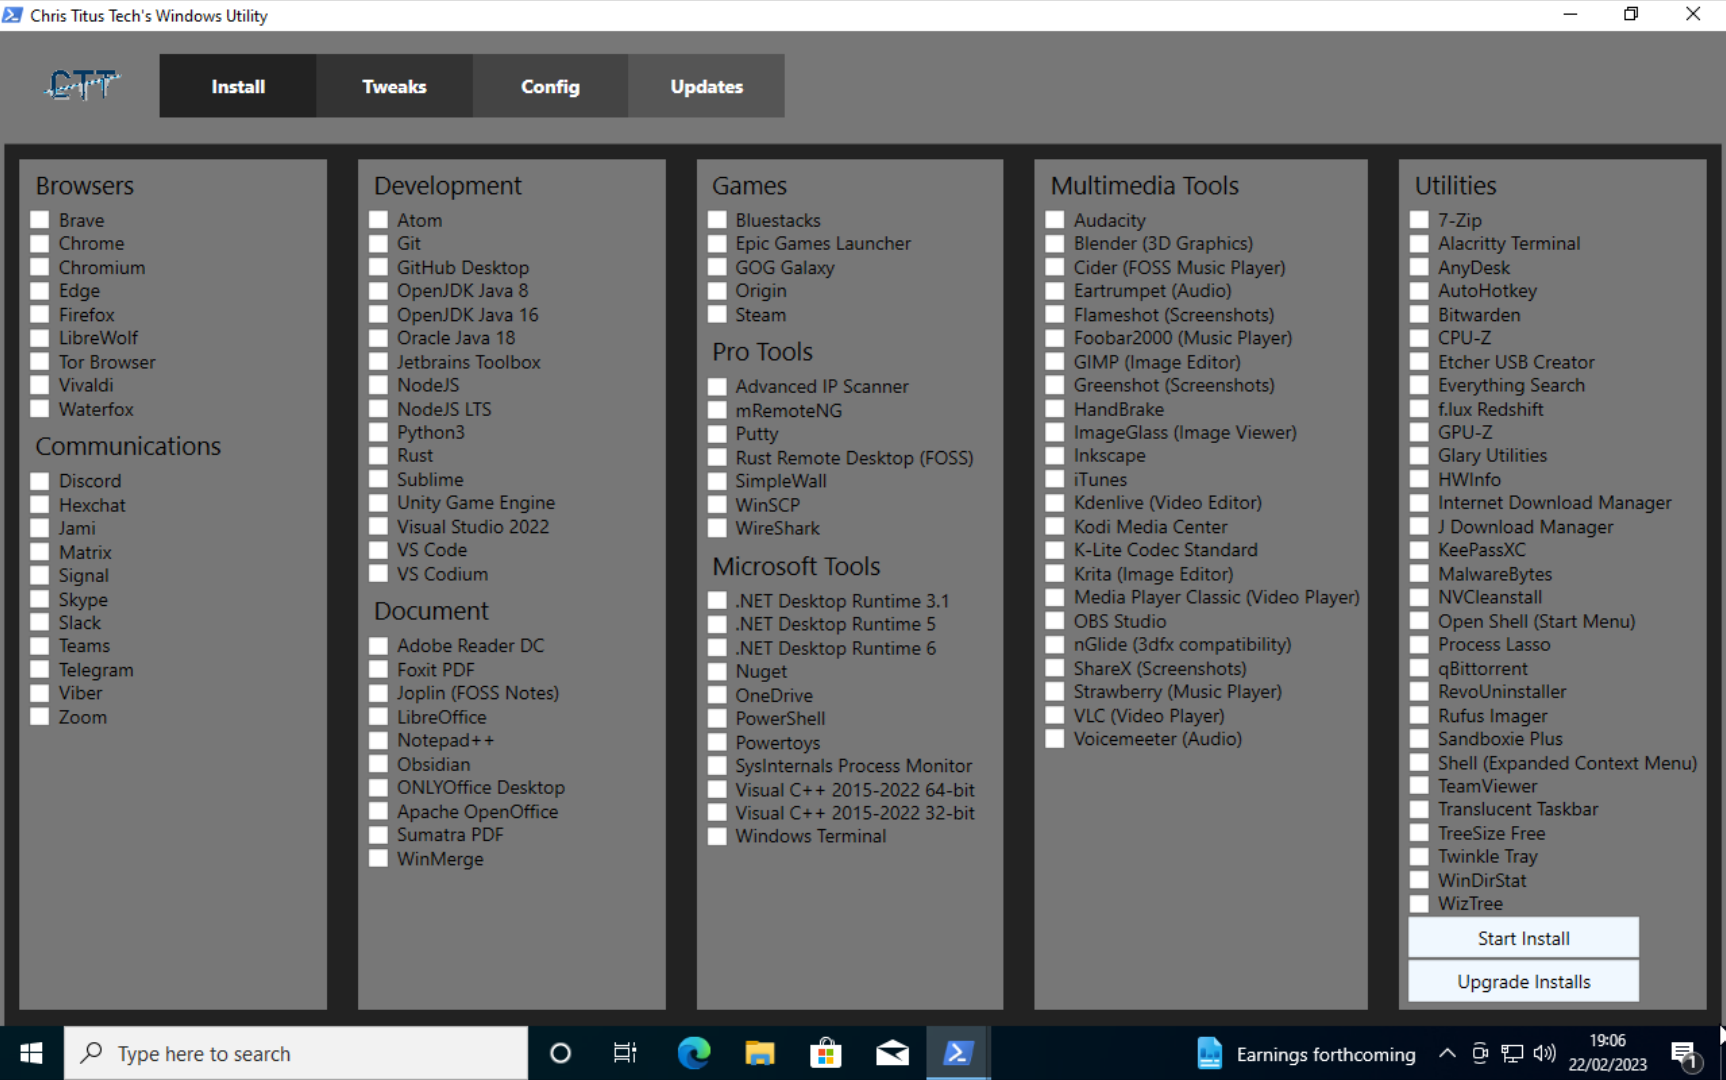 Chris Titus Tech's Windows Utility
CTT
Install
Tweaks
Config
Updates
Browsers
Brave
Chrome
Chromium
Edge
Firefox
LibreWolf
Tor Browser
Vivaldi
Waterfox
Communications
Discord
Hexchat
Jami
Matrix
Signal
Skype
Slack
Teams
Telegram
Viber
Zoom
Development
Atom
Git
GitHub Desktop
OpenJDK Java 8
OpenJDK Java 16
Oracle Java 18
Jetbrains Toolbox
NodeJS
NodeJS LTS
Python3
Rust
Sublime
Unity Game Engine
Visual Studio 2022
VS Code
VS Codium
Document
Adobe Reader DC
Foxit PDF
Joplin (FOSS Notes)
LibreOffice
Notepad++
Obsidian
ONLYOffice Desktop
Apache OpenOffice
Sumatra PDF
WinMerge
Games
Bluestacks
Epic Games Launcher
GOG Galaxy
Origin
Steam
Pro Tools
Advanced IP Scanner
mRemoteNG
Putty
Rust Remote Desktop (FOSS)
SimpleWall
WinSCP
WireShark
Microsoft Tools
.NET Desktop Runtime 3.1
.NET Desktop Runtime 5
.NET Desktop Runtime 6
Nuget
OneDrive
PowerShell
Powertoys
SysInternals Process Monitor
Visual C++ 2015-2022 64-bit
Visual C++ 2015-2022 32-bit
Windows Terminal
Multimedia Tools
Audacity
Blender (3D Graphics)
Cider (FOSS Music Player)
Eartrumpet (Audio)
Flameshot (Screenshots)
Foobar2000 (Music Player)
GIMP (Image Editor)
Greenshot (Screenshots)
HandBrake
ImageGlass (Image Viewer)
Inkscape
iTunes
Kdenlive (Video Editor)
Kodi Media Center
K-Lite Codec Standard
Krita (Image Editor)
Media Player Classic (Video Player)
OBS Studio
nGlide (3dfx compatibility)
ShareX (Screenshots)
Strawberry (Music Player)
VLC (Video Player)
Voicemeeter (Audio)
Utilities
7-Zip
Alacritty Terminal
AnyDesk
AutoHotkey
Bitwarden
CPU-Z
Etcher USB Creator
Everything Search
f.lux Redshift
GPU-Z
Glary Utilities
HWInfo
Internet Download Manager
J Download Manager
KeePassXC
MalwareBytes
NVCleanstall
Open Shell (Start Menu)
Process Lasso
qBittorrent
RevoUninstaller
Rufus Imager
Sandboxie Plus
Shell (Expanded Context Menu)
TeamViewer
Translucent Taskbar
TreeSize Free
Twinkle Tray
WinDirStat
WizTree
Start Install
Upgrade Installs
Type here to search
Earnings forthcoming
19:06
22/02/2023
1